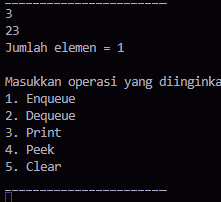 3
23
Jumlah elemen = 1
Masukkan operasi yang diinginka
1. Enqueue
2. Dequeue
3. Print
4. Peek
5. Clear